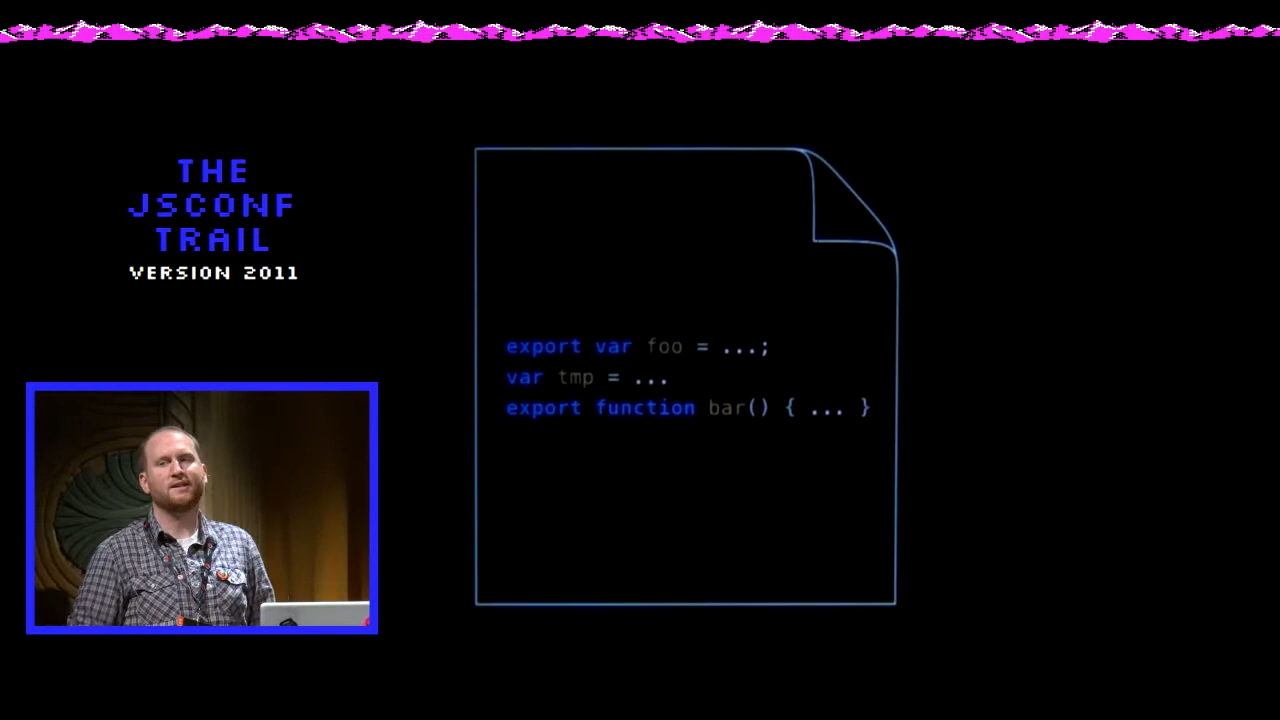 THE
JSCONF
TRAIL
VERSION 2011
export var foo = ...;
var tmp = ...
export function bar() { ... }